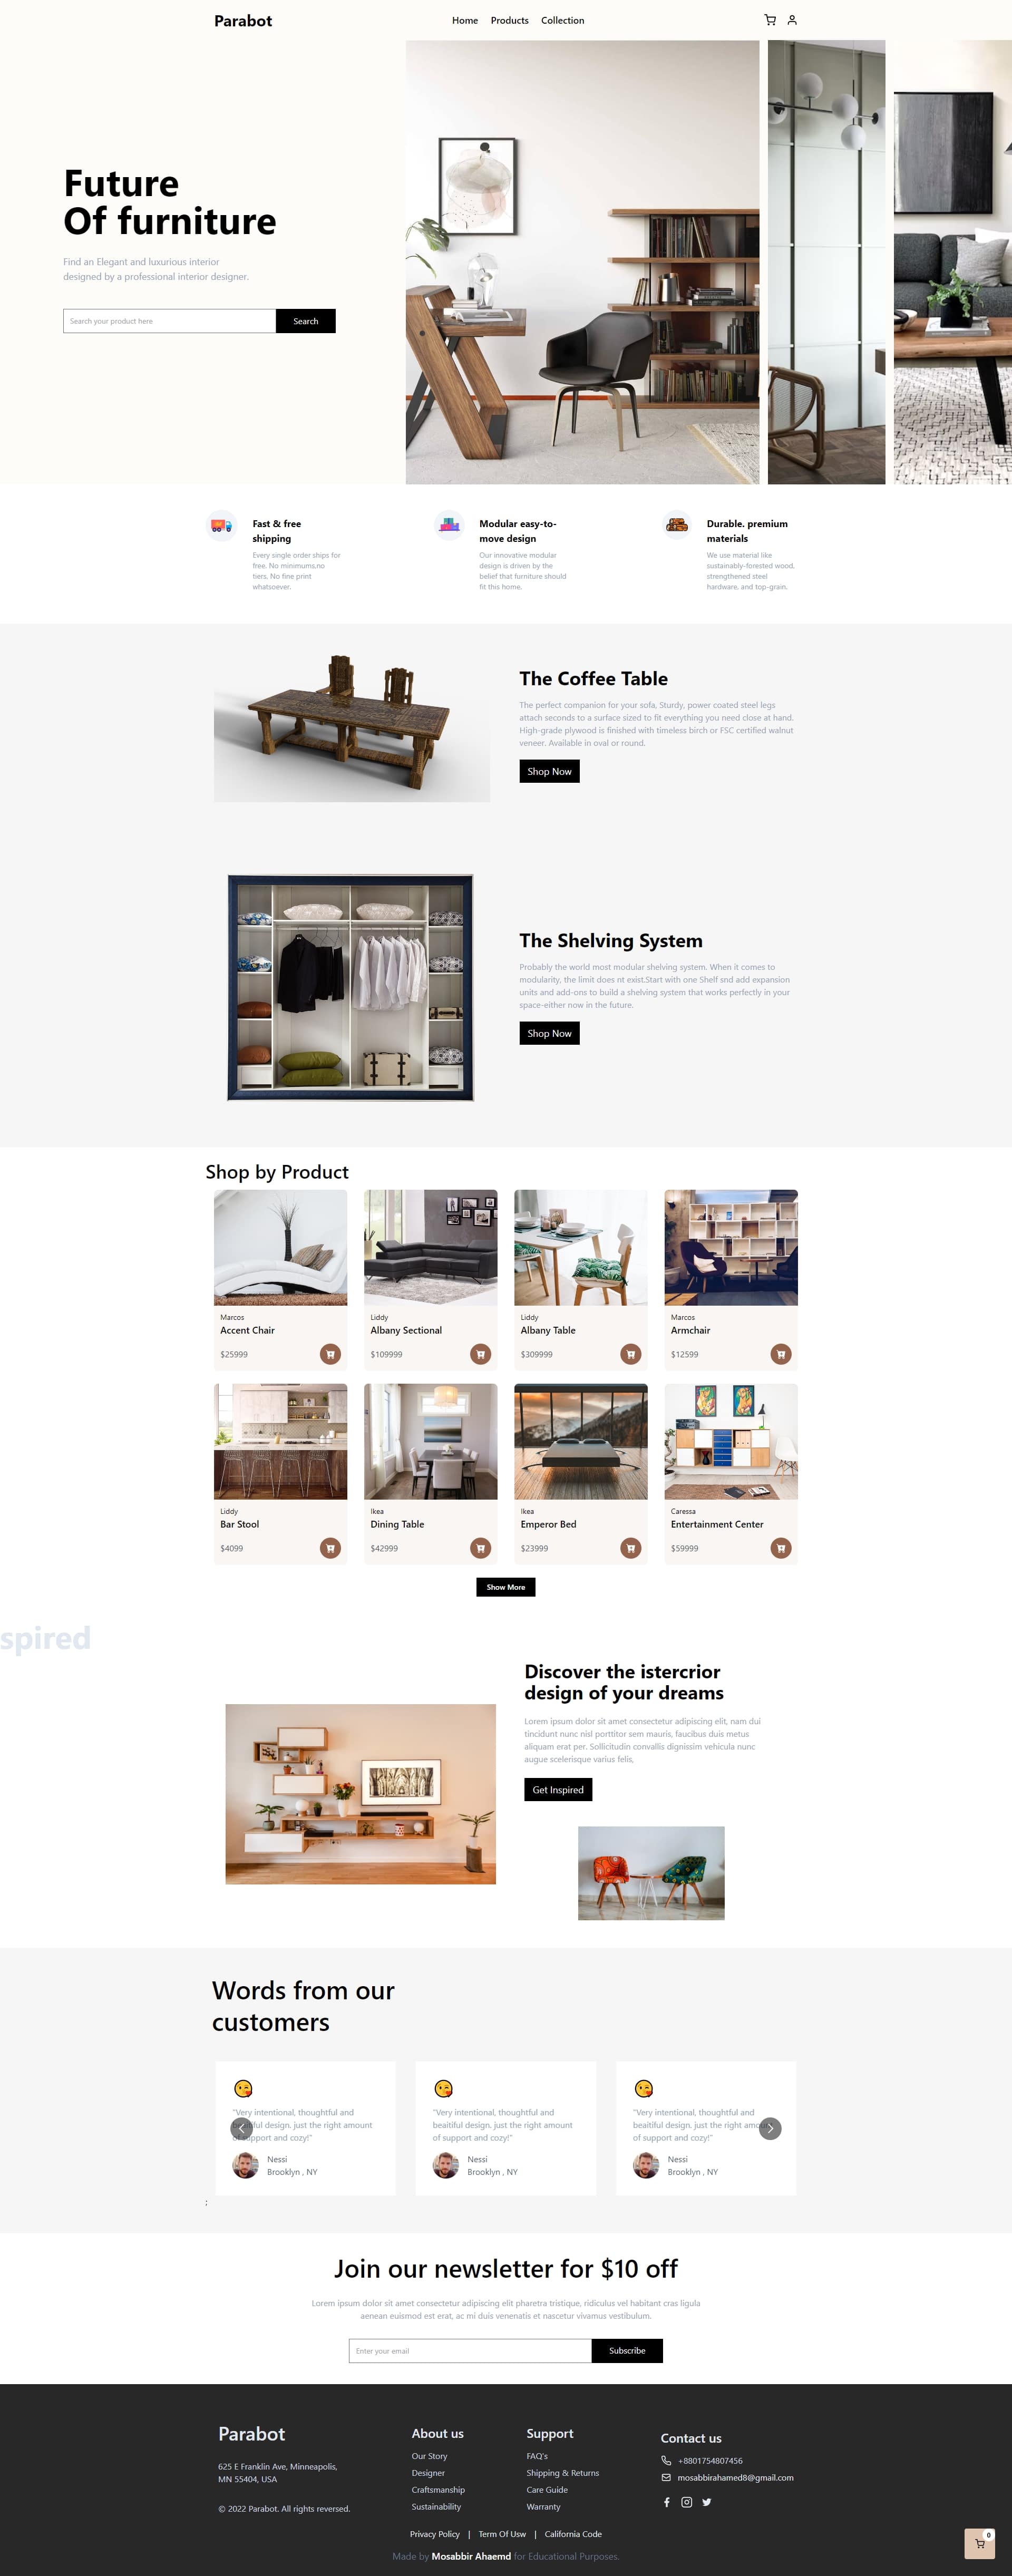 Parabot
Home Products Collection
Future
Of furniture
Find an Elegant and luxurious interior
designed by a professional interior designer.
Search your product here
Search
Fast & free
shipping
Every single order ships for
free. No minimums,no
tiers. No fine print
whatsoever.
Modular easy-to-
move design
Our innovative modular
design is driven by the
belief that furniture should
fit this home.
Durable. premium
materials
We use material like
sustainably-forested wood,
strengthened steel
hardware, and top-grain.
The Coffee Table
The perfect companion for your sofa, Sturdy, power coated steel legs
attach seconds to a surface sized to fit everything you need close at hand.
High-grade plywood is finished with timeless birch or FSC certified walnut
veneer. Available in oval or round.
Shop Now
The Shelving System
Probably the world most modular shelving system. When it comes to
modularity, the limit does nt exist.Start with one Shelf snd add expansion
units and add-ons to build a shelving system that works perfectly in your
space-either now in the future.
Shop Now
Shop by Product
Marcos
Accent Chair
$25999
Liddy
Albany Sectional
$109999
Liddy
Albany Table
$309999
Marcos
Armchair
$12599
Liddy
Bar Stool
$4099
Ikea
Dining Table
$42999
Ikea
Emperor Bed
$23999
Caressa
Entertainment Center
$59999
Show More
spired
Discover the istercrior
design of your dreams
Lorem ipsum dolor sit amet consectetur adipiscing elit, nam dui
tincidunt nunc nisl porttitor sem mauris, faucibus duis metus
aliquam erat per. Sollicitudin convallis dignissim vehicula nunc
augue scelerisque varius felis,
Get Inspired
Words from our
customers
"Very intentional, thoughtful and
beaitiful design. just the right amount
of support and cozy!"
Nessi
Brooklyn , NY
"Very intentional, thoughtful and
beaitiful design. just the right amount
of support and cozy!"
Nessi
Brooklyn , NY
"Very intentional, thoughtful and
beaitiful design. just the right amount
of support and cozy!"
Nessi
Brooklyn , NY
;
Join our newsletter for $10 off
Lorem ipsum dolor sit amet consectetur adipiscing elit pharetra tristique, ridiculus vel habitant cras ligula
aenean euismod est erat, ac mi duis venenatis et nascetur vivamus vestibulum.
Enter your email
Subscribe
Parabot
625 E Franklin Ave, Minneapolis,
MN 55404, USA
© 2022 Parabot. All rights reversed.
About us
Our Story
Designer
Craftsmanship
Sustainability
Support
FAQ's
Shipping & Returns
Care Guide
Warranty
Contact us
+8801754807456
mosabbirahamed8@gmail.com
Privacy Policy | Term Of Usw | California Code
0
Made by Mosabbir Ahaemd for Educational Purposes.